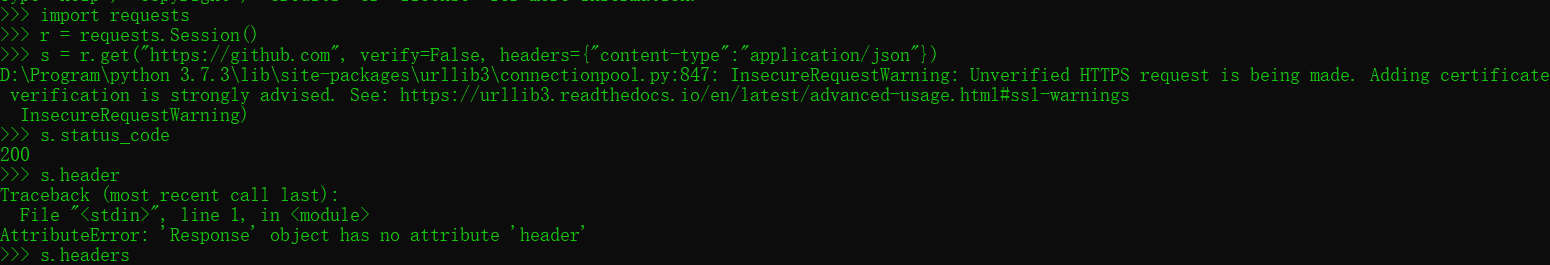 >>> import requests
>>> r = requests.Session()
>>> s = r.get("https://github.com", verify=False, headers={"content-type":"application/json"})
D:\Program\python 3.7.3\lib\site-packages\urllib3\connectionpool.py:847: InsecureRequestWarning: Unverified HTTPS request is being made. Adding certificate
 verification is strongly advised. See: https://urllib3.readthedocs.io/en/latest/advanced-usage.html#ssl-warnings
  InsecureRequestWarning)
>>> s.status_code
200
>>> s.header
Traceback (most recent call last):
  File "<stdin>", line 1, in <module>
AttributeError: 'Response' object has no attribute 'header'
>>> s.headers